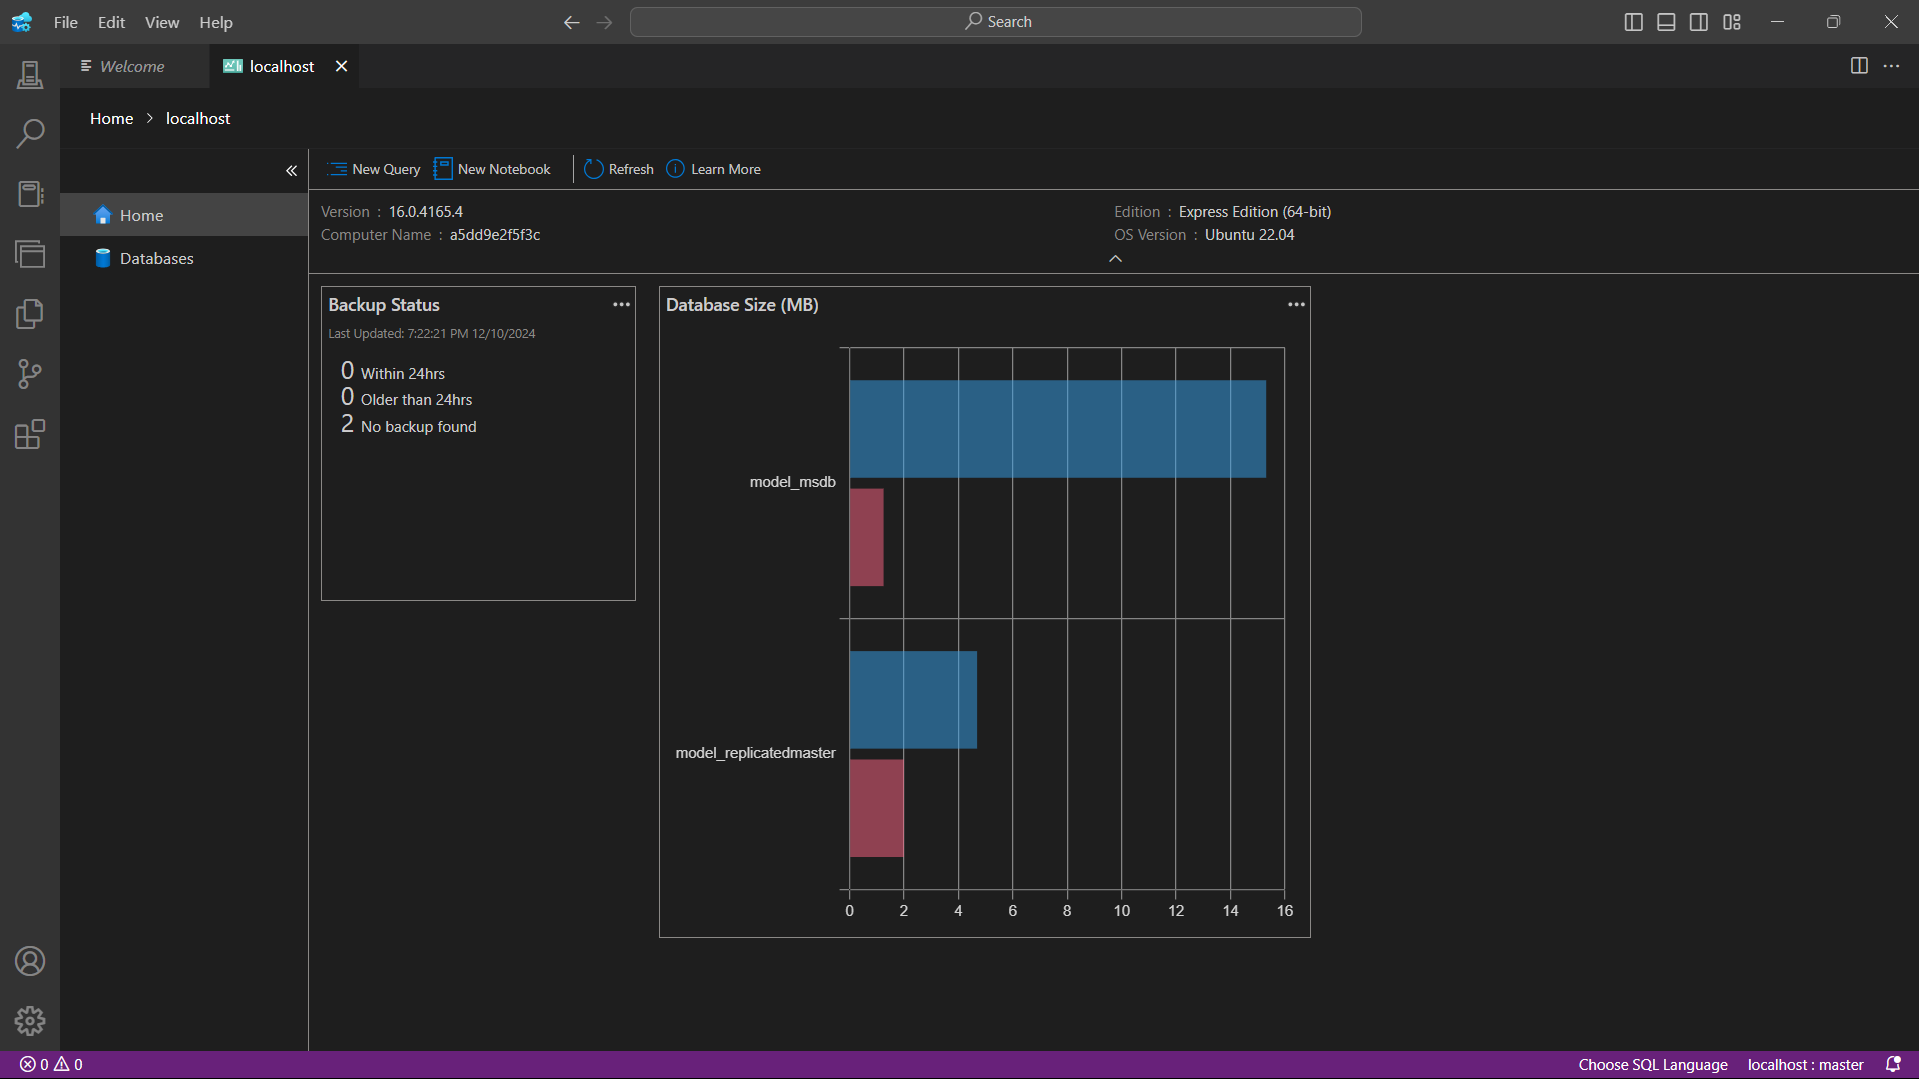 File Edit View Help
Search
Welcome
localhost
Home > localhost
New Query
New Notebook
Refresh
Learn More
Home
Databases
Version : 16.0.4165.4
Computer Name : a5dd9e2f5f3c
Edition : Express Edition (64-bit)
OS Version : Ubuntu 22.04
Backup Status
Last Updated: 7:22:21 PM 12/10/2024
0 Within 24hrs
0 Older than 24hrs
2 No backup found
Database Size (MB)
model_msdb
model_replicatedmaster
0 2 4 6 8 10 12 14 16
0 0
Choose SQL Language
localhost : master